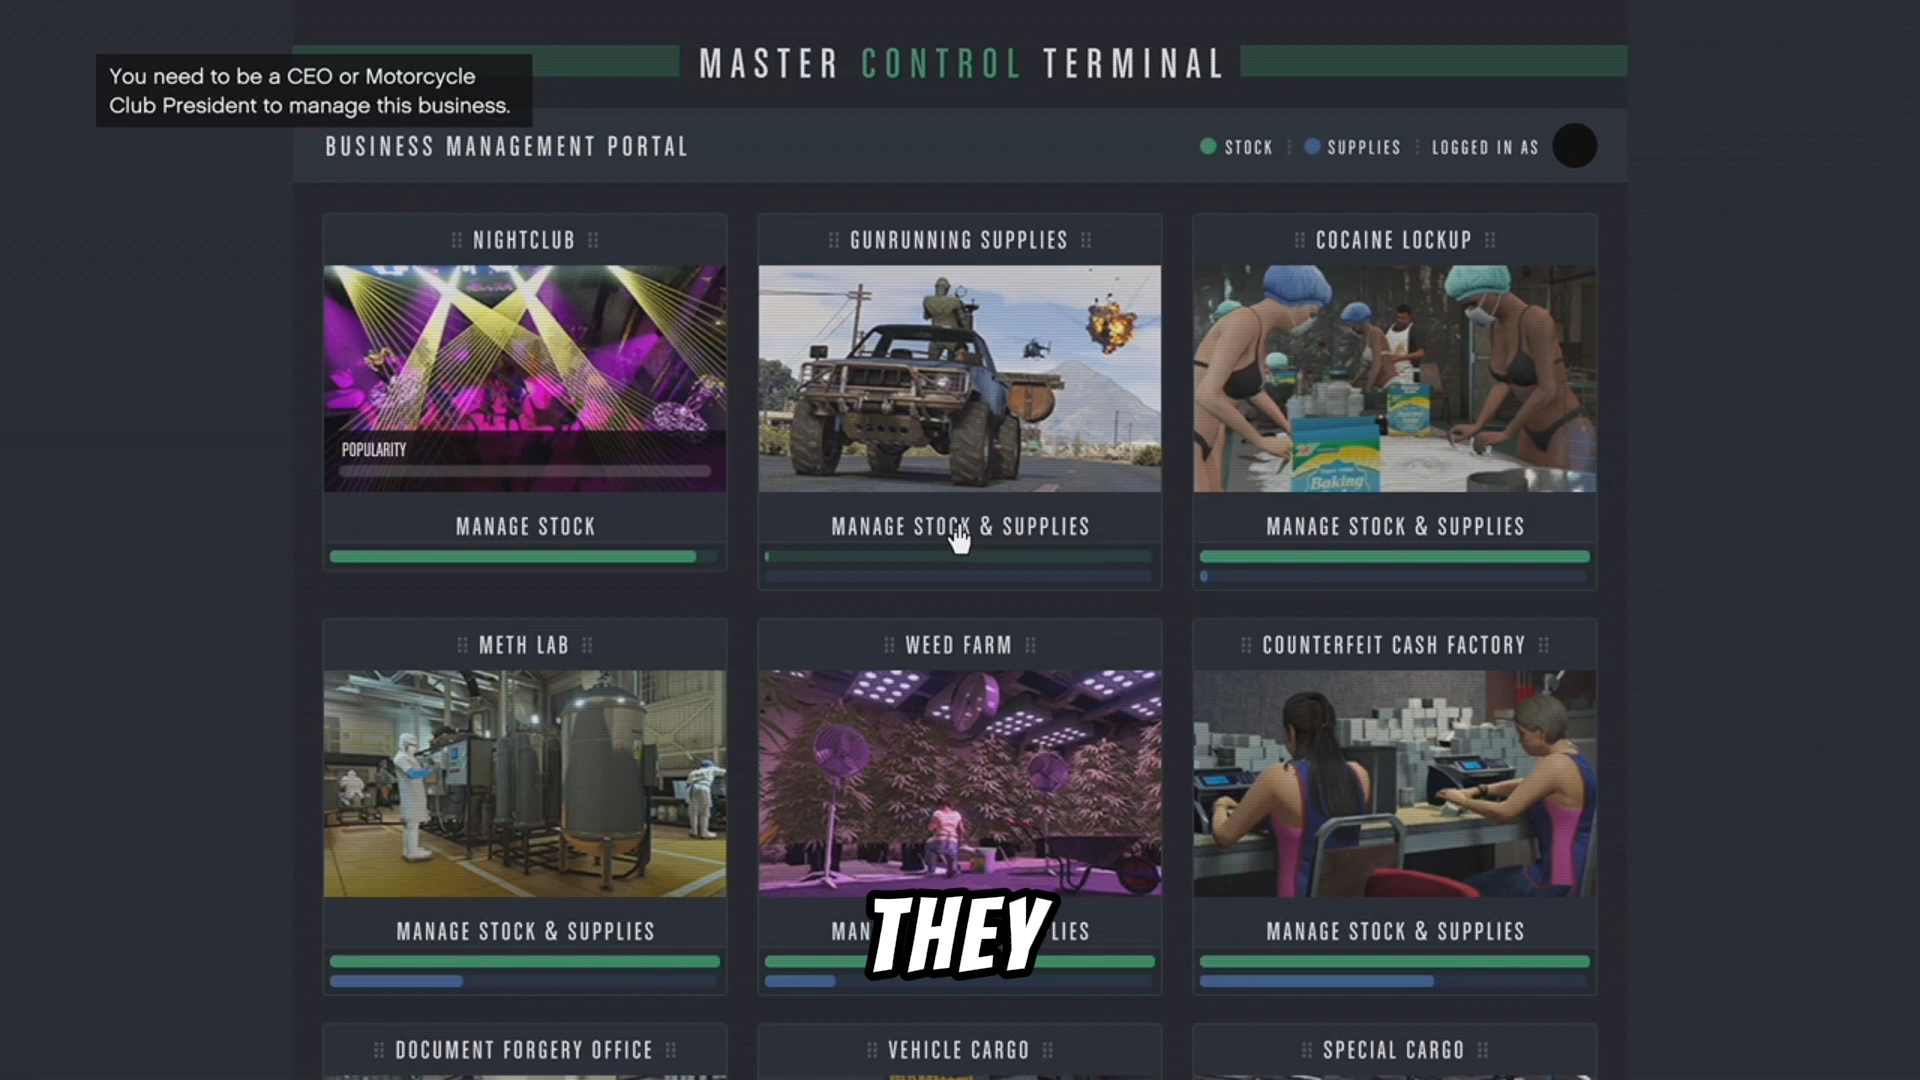 MASTER CONTROL TERMINAL
You need to be a CEO or Motorcycle
Club President to manage this business.
BUSINESS MANAGEMENT PORTAL
STOCK
SUPPLIES
LOGGED IN AS
NIGHTCLUB
GUNRUNNING SUPPLIES
COCAINE LOCKUP
POPULARITY
Baking
MANAGE STOCK
MANAGE STOCK & SUPPLIES
MANAGE STOCK & SUPPLIES
METH LAB
WEED FARM
COUNTERFEIT CASH FACTORY
MANAGE STOCK & SUPPLIES
MAN
LIES
THEY
MANAGE STOCK & SUPPLIES
DOCUMENT FORGERY OFFICE
VEHICLE CARGO
SPECIAL CARGO